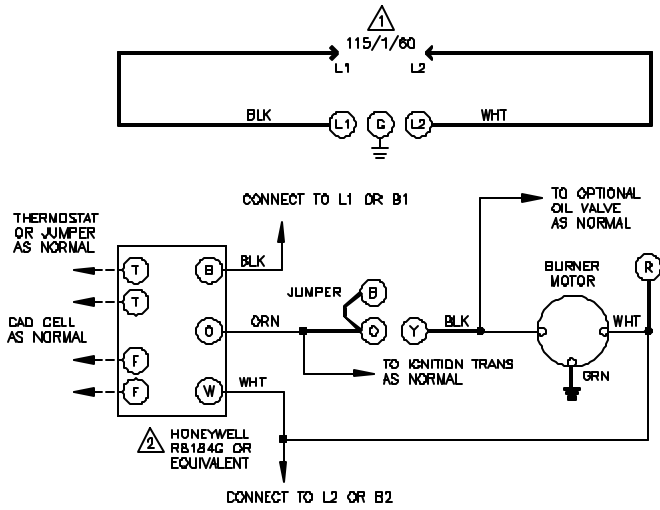 1
115/1/60
L1 L2
BLK L1 G L2 WHT
CONNECT TO L1 OR B1
TO OPTIONAL
OIL VALVE
AS NORMAL
THERMOSTAT
OR JUMPER
AS NORMAL
T B BLK
T
JUMPER B
BURNER
MOTOR
R
CAD CELL
AS NORMAL
O ORN O Y BLK WHT
F
TO IGNITION TRANS
AS NORMAL
GRN
F W WHT
2 HONEYWELL
R8184G OR
EQUIVALENT
CONNECT TO L2 OR B2